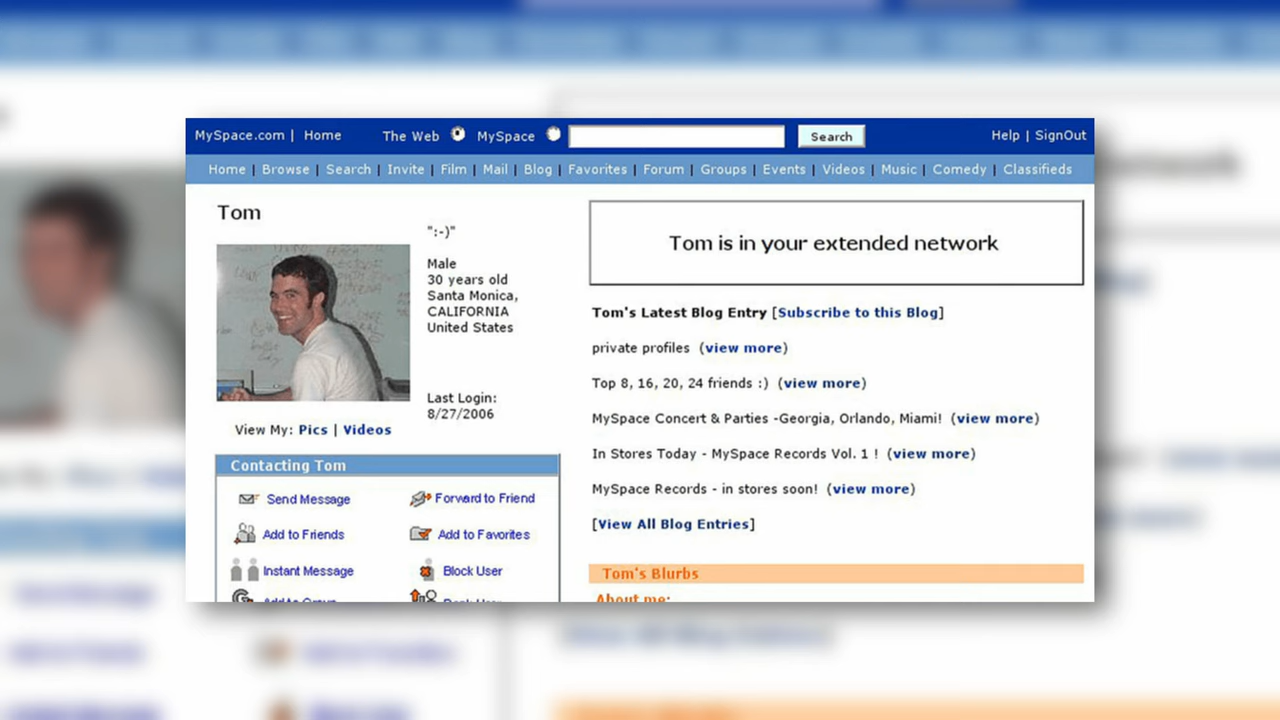 MySpace.com | Home The Web MySpace Search Help | SignOut
Home | Browse | Search | Invite | Film | Mail | Blog | Favorites | Forum | Groups | Events | Videos | Music | Comedy | Classifieds
Tom
":-)"
Male
30 years old
Santa Monica,
CALIFORNIA
United States
Last Login:
8/27/2006
View My: Pics | Videos
Contacting Tom
Send Message Forward to Friend
Add to Friends Add to Favorites
Instant Message Block User
Tom is in your extended network
Tom's Latest Blog Entry [Subscribe to this Blog]
private profiles (view more)
Top 8, 16, 20, 24 friends :) (view more)
MySpace Concert & Parties -Georgia, Orlando, Miami! (view more)
In Stores Today - MySpace Records Vol. 1 ! (view more)
MySpace Records - in stores soon! (view more)
[View All Blog Entries]
Tom's Blurbs
About me: